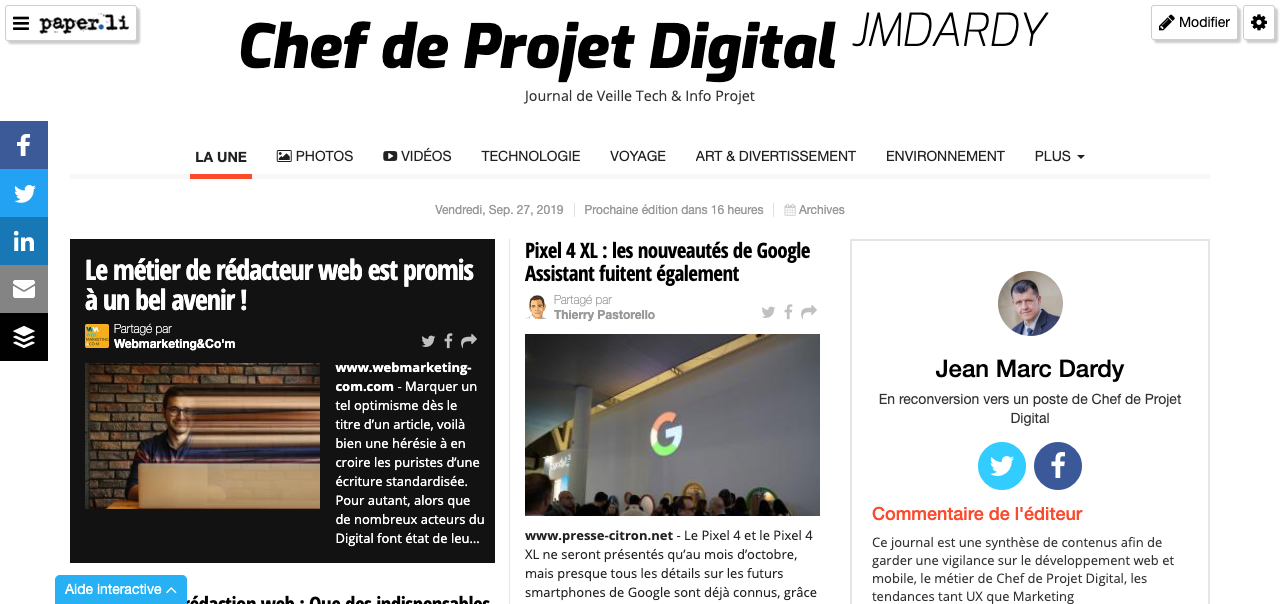 paper.li
Chef de Projet Digital JMDARDY
Modifier
Journal de Veille Tech & Info Projet
LA UNE PHOTOS VIDÉOS TECHNOLOGIE VOYAGE ART & DIVERTISSEMENT ENVIRONNEMENT PLUS
Vendredi, Sep. 27, 2019 Prochaine édition dans 16 heures Archives
Le métier de rédacteur web est promis
à un bel avenir !
Partagé par
Webmarketing&Co'm
www.webmarketing-
com.com - Marquer un
tel optimisme dès le
titre d’un article, voilà
bien une hérésie à en
croire les puristes d’une
écriture standardisée.
Pour autant, alors que
de nombreux acteurs du
Digital font état de leu...
Aide interactive
rédaction web : Que des indispensables
Pixel 4 XL : les nouveautés de Google
Assistant fuitent également
Partagé par
Thierry Pastorello
G
www.presse-citron.net - Le Pixel 4 et le Pixel 4
XL ne seront présentés qu’au mois d’octobre,
mais presque tous les détails sur les futurs
smartphones de Google sont déjà connus, grâce
Jean Marc Dardy
En reconversion vers un poste de Chef de Projet
Digital
Commentaire de l'éditeur
Ce journal est une synthèse de contenus afin de
garder une vigilance sur le développement web et
mobile, le métier de Chef de Projet Digital, les
tendances tant UX que Marketing